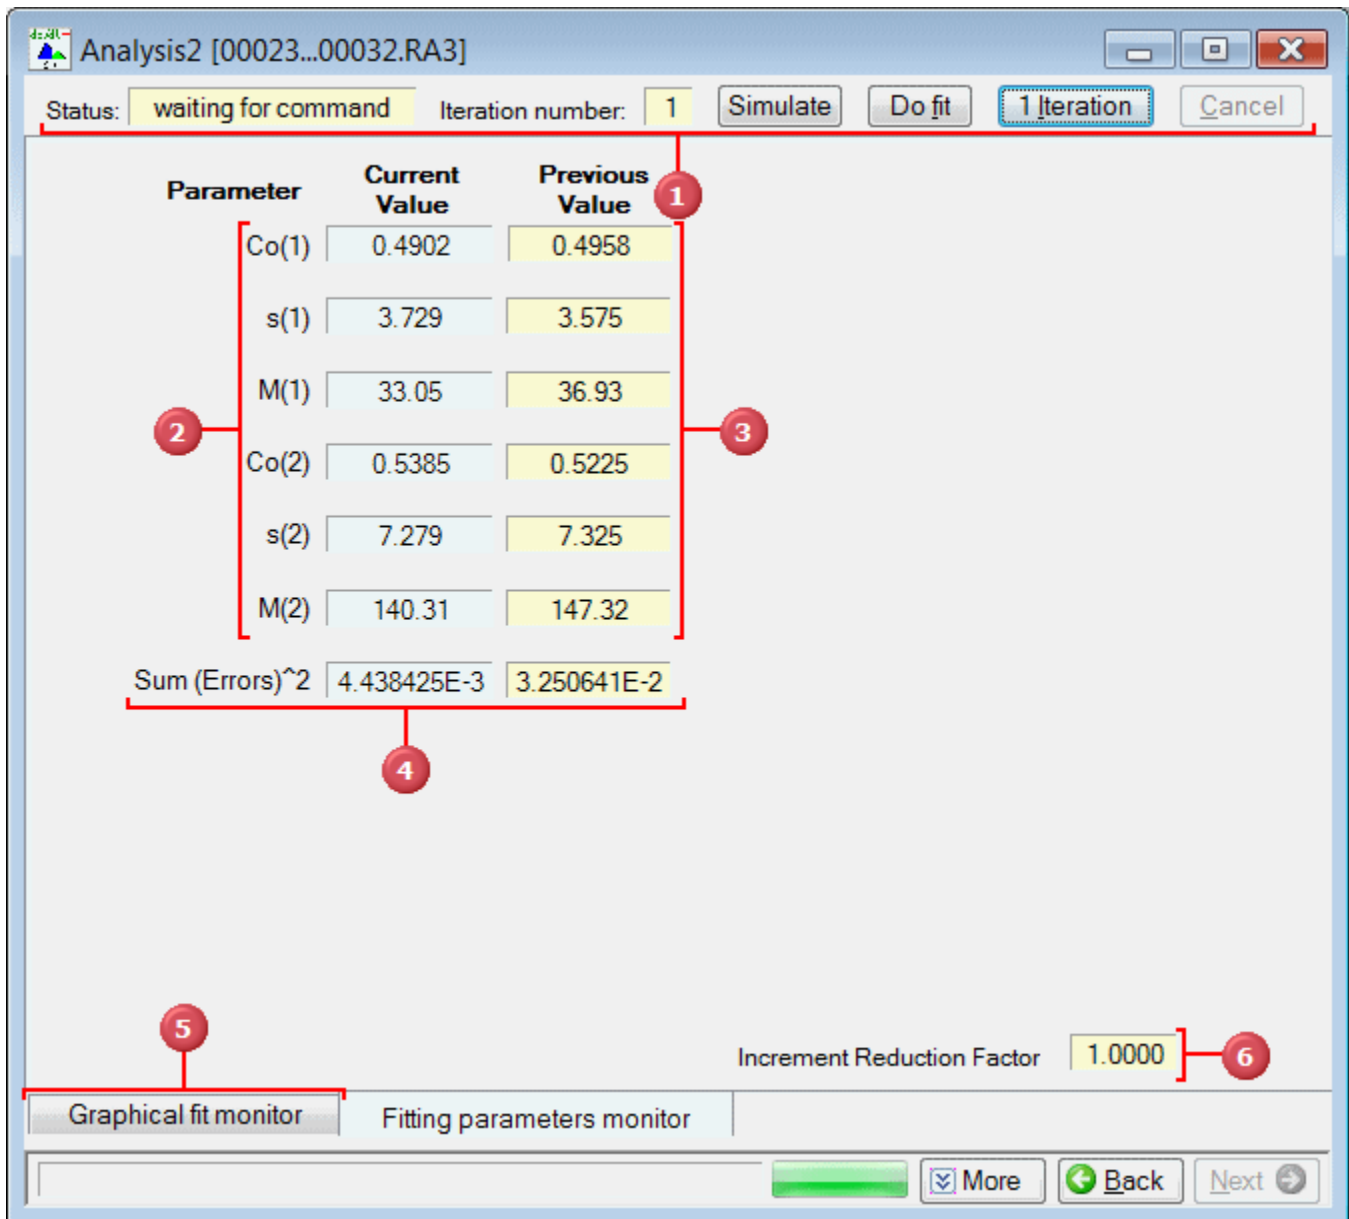 Analysis2 [00023...00032.RA3]
Status: waiting for command Iteration number: 1 Simulate Do fit 1 Iteration Cancel
Parameter Current Value Previous Value
1
Co(1) 0.4902 0.4958
s(1) 3.729 3.575
M(1) 33.05 36.93
2 3
Co(2) 0.5385 0.5225
s(2) 7.279 7.325
M(2) 140.31 147.32
Sum (Errors)^2 4.438425E-3 3.250641E-2
4
5
Increment Reduction Factor 1.0000 6
Graphical fit monitor Fitting parameters monitor
More Back Next